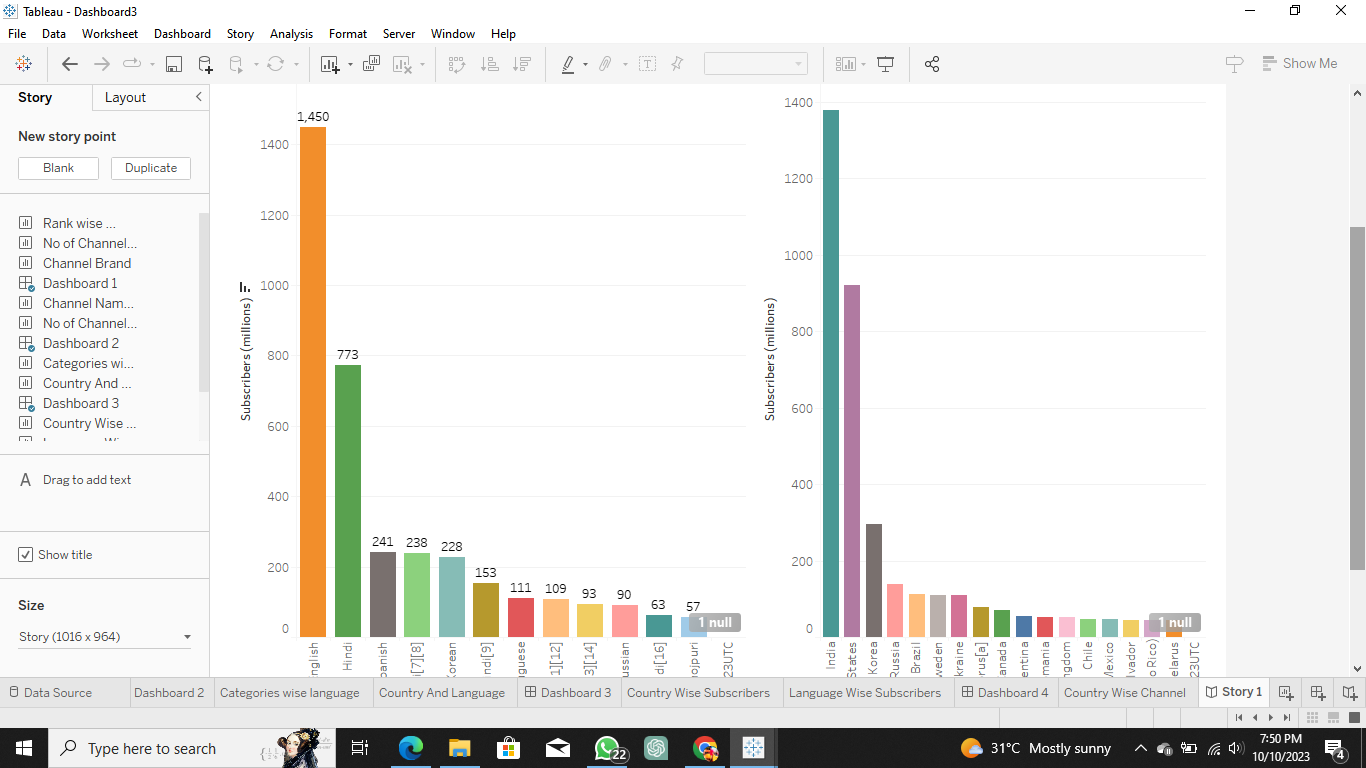 Tableau - Dashboard3
File Data Worksheet Dashboard Story Analysis Format Server Window Help
Show Me
Story Layout
New story point
Blank Duplicate
Rank wise ...
No of Channel...
Channel Brand
Dashboard 1
Channel Nam...
No of Channel...
Dashboard 2
Categories wi...
Country And ...
Dashboard 3
Country Wise ...
A Drag to add text
Show title
Size
Story (1016 x 964)
Subscribers (millions)
1400
1200
1000
800
600
400
200
0
1,450
773
241
238
228
153
111
109
93
90
63
57
1 null
nglish
Hindi
panish
i[7][8]
Korean
ndi[9]
guese
1][12]
3][14]
ussian
di[16]
ojpuri
23UTC
Subscribers (millions)
1400
1200
1000
800
600
400
200
0
1 null
India
States
Korea
Russia
Brazil
weden
kraine
rus[a]
anada
entina
mania
ngdom
Chile
Mexico
lvador
o Rico)
elarus
23UTC
Data Source Dashboard 2 Categories wise language Country And Language Dashboard 3 Country Wise Subscribers Language Wise Subscribers Dashboard 4 Country Wise Channel Story 1
Type here to search
22
31°C Mostly sunny
7:50 PM
10/10/2023
4